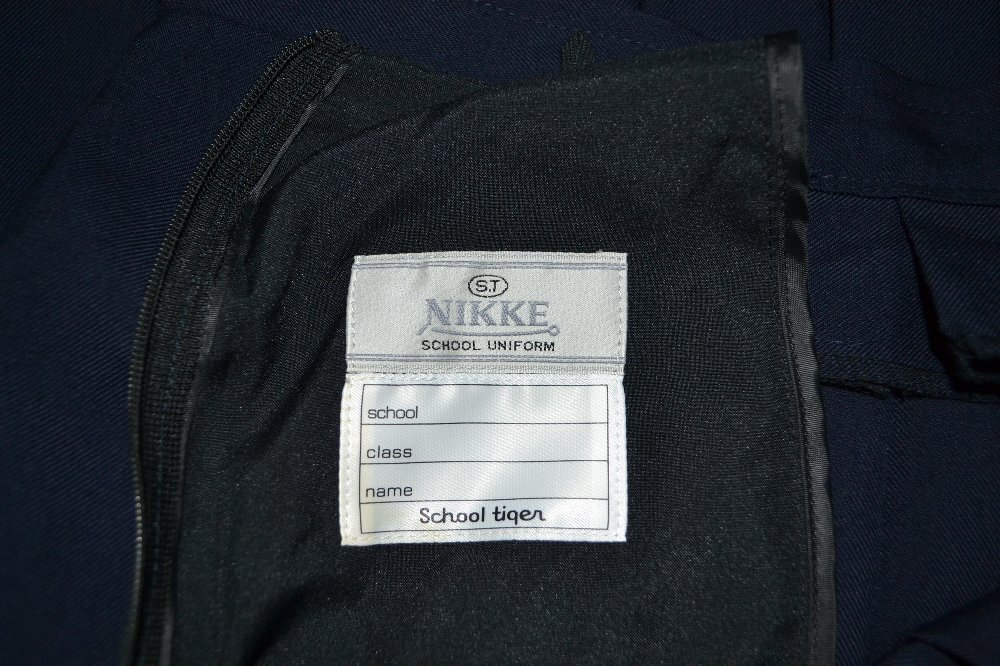 S.T
NIKKE
SCHOOL UNIFORM
school
class
name
School tiger